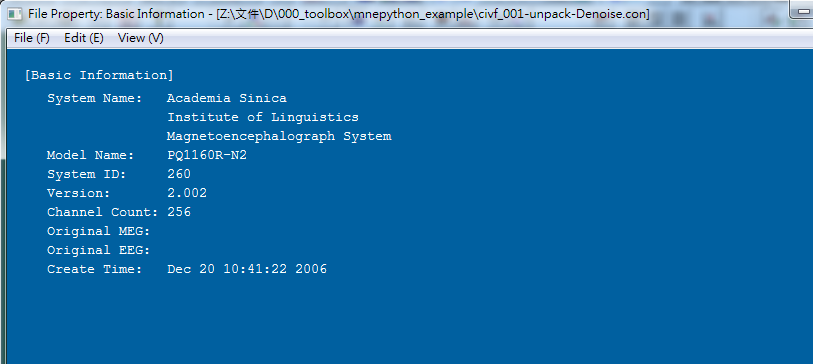 File Property: Basic Information - [Z:\文件\D\000_toolbox\mnepython_example\civf_001-unpack-Denoise.con]
File (F) Edit (E) View (V)
[Basic Information]
System Name: Academia Sinica
Institute of Linguistics
Magnetoencephalograph System
Model Name: PQ1160R-N2
System ID: 260
Version: 2.002
Channel Count: 256
Original MEG:
Original EEG:
Create Time: Dec 20 10:41:22 2006